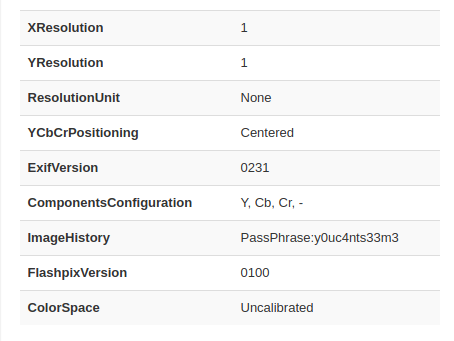 XResolution 1
YResolution 1
ResolutionUnit None
YCbCrPositioning Centered
ExifVersion 0231
ComponentsConfiguration Y, Cb, Cr, -
ImageHistory PassPhrase:y0uc4nts33m3
FlashpixVersion 0100
ColorSpace Uncalibrated